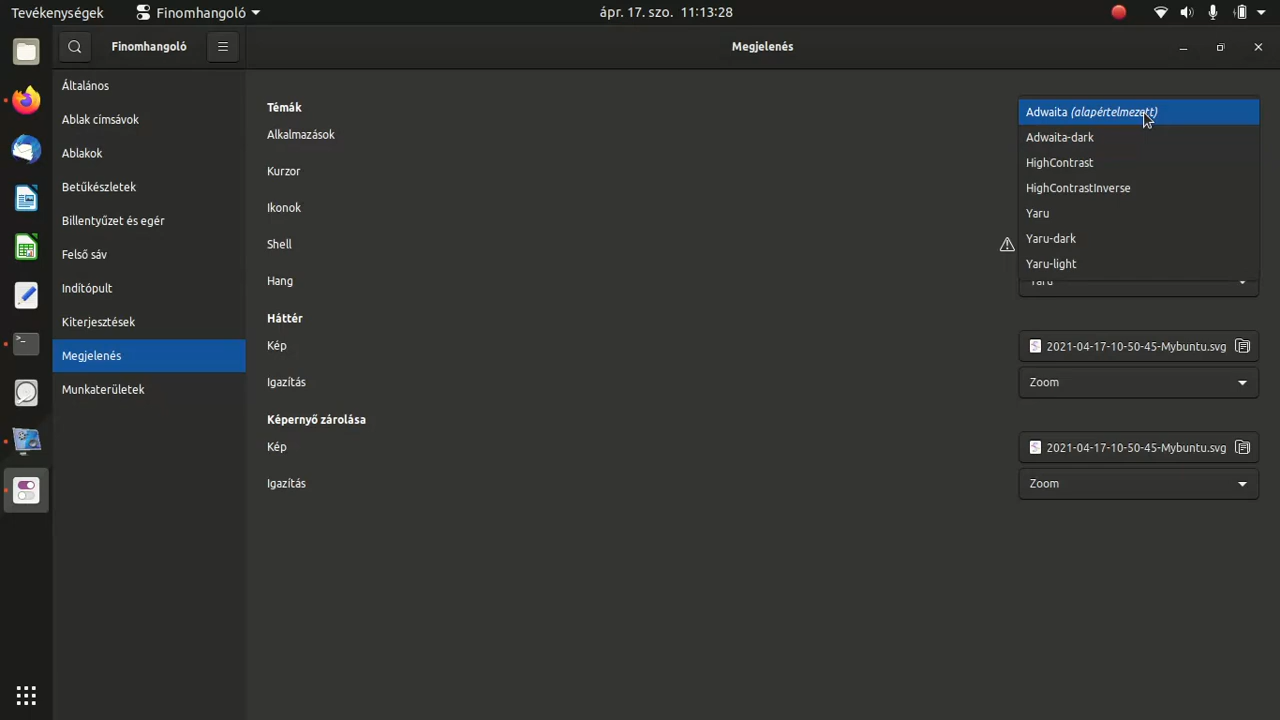 Tevékenységek
Finomhangoló
ápr. 17. szo. 11:13:28
Finomhangoló
Megjelenés
Általános
Ablak címsávok
Ablakok
Betűkészletek
Billentyűzet és egér
Felső sáv
Indítópult
Kiterjesztések
Megjelenés
Munkaterületek
Témák
Alkalmazások
Kurzor
Ikonok
Shell
Hang
Adwaita (alapértelmezett)
Adwaita-dark
HighContrast
HighContrastInverse
Yaru
Yaru-dark
Yaru-light
Yaru
Háttér
Kép
2021-04-17-10-50-45-Mybuntu.svg
Igazítás
Zoom
Képernyő zárolása
Kép
2021-04-17-10-50-45-Mybuntu.svg
Igazítás
Zoom